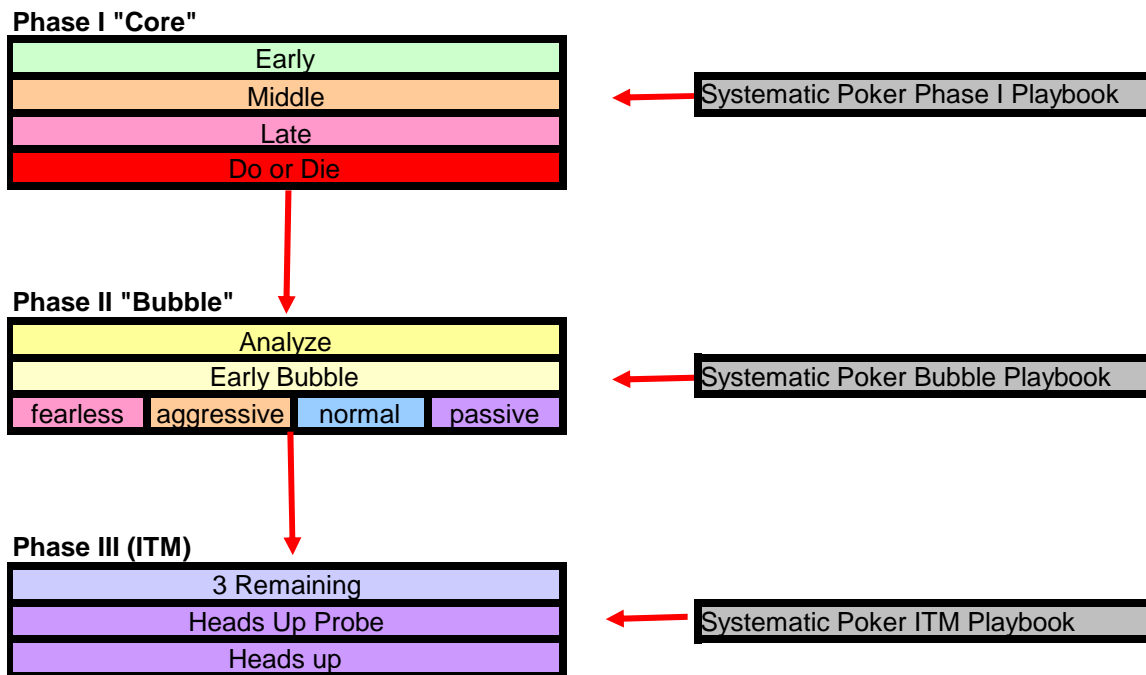 Phase I "Core"
Early
Middle
Late
Do or Die
Systematic Poker Phase I Playbook
Phase II "Bubble"
Analyze
Early Bubble
fearless aggressive normal passive
Systematic Poker Bubble Playbook
Phase III (ITM)
3 Remaining
Heads Up Probe
Heads up
Systematic Poker ITM Playbook